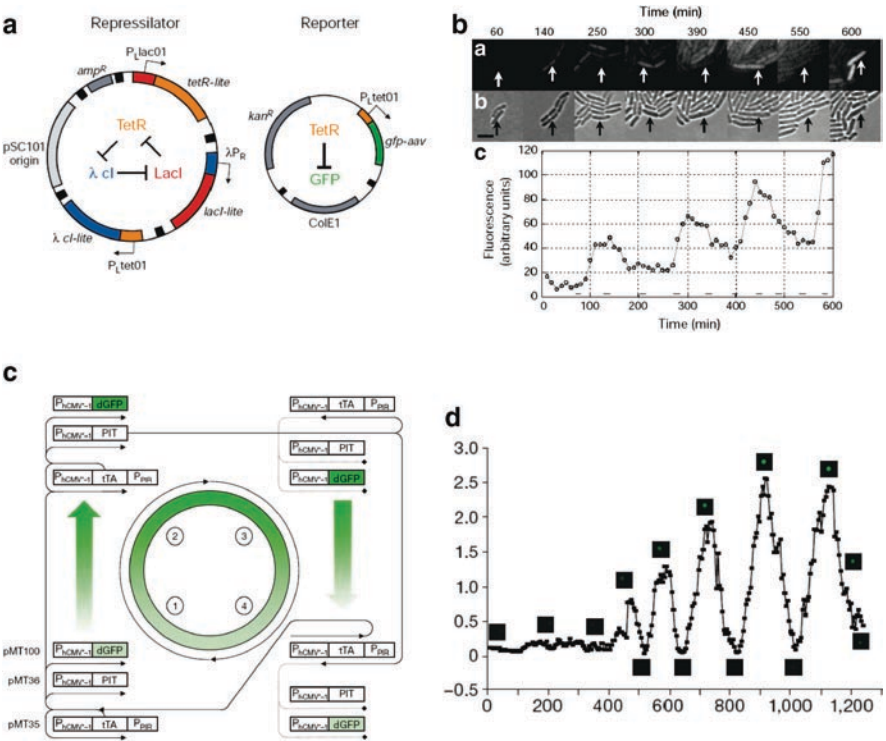 a
Repressilator
Reporter
P_Llac01
amp^R
tetR-lite
pSC101
origin
TetR
λ cI
LacI
λP_R
lacI-lite
λ cI-lite
P_Ltet01
kan^R
P_Ltet01
TetR
gfp-aav
GFP
ColE1
b
Time (min)
60 140 250 300 390 450 550 600
a
b
c
Fluorescence
(arbitrary units)
120
100
80
60
40
20
0
0 100 200 300 400 500 600
Time (min)
c
P_hCMV*-1 dGFP
P_hCMV*-1 PIT
P_hCMV*-1 tTA P_PIR
P_hCMV*-1 tTA P_PIR
P_hCMV*-1 PIT
P_hCMV*-1 dGFP
2 3
1 4
pMT100 P_hCMV*-1 dGFP
pMT36 P_hCMV*-1 PIT
pMT35 P_hCMV*-1 tTA P_PIR
P_hCMV*-1 tTA P_PIR
P_hCMV*-1 PIT
P_hCMV*-1 dGFP
d
3.0
2.5
2.0
1.5
1.0
0.5
0
−0.5
0 200 400 600 800 1,000 1,200